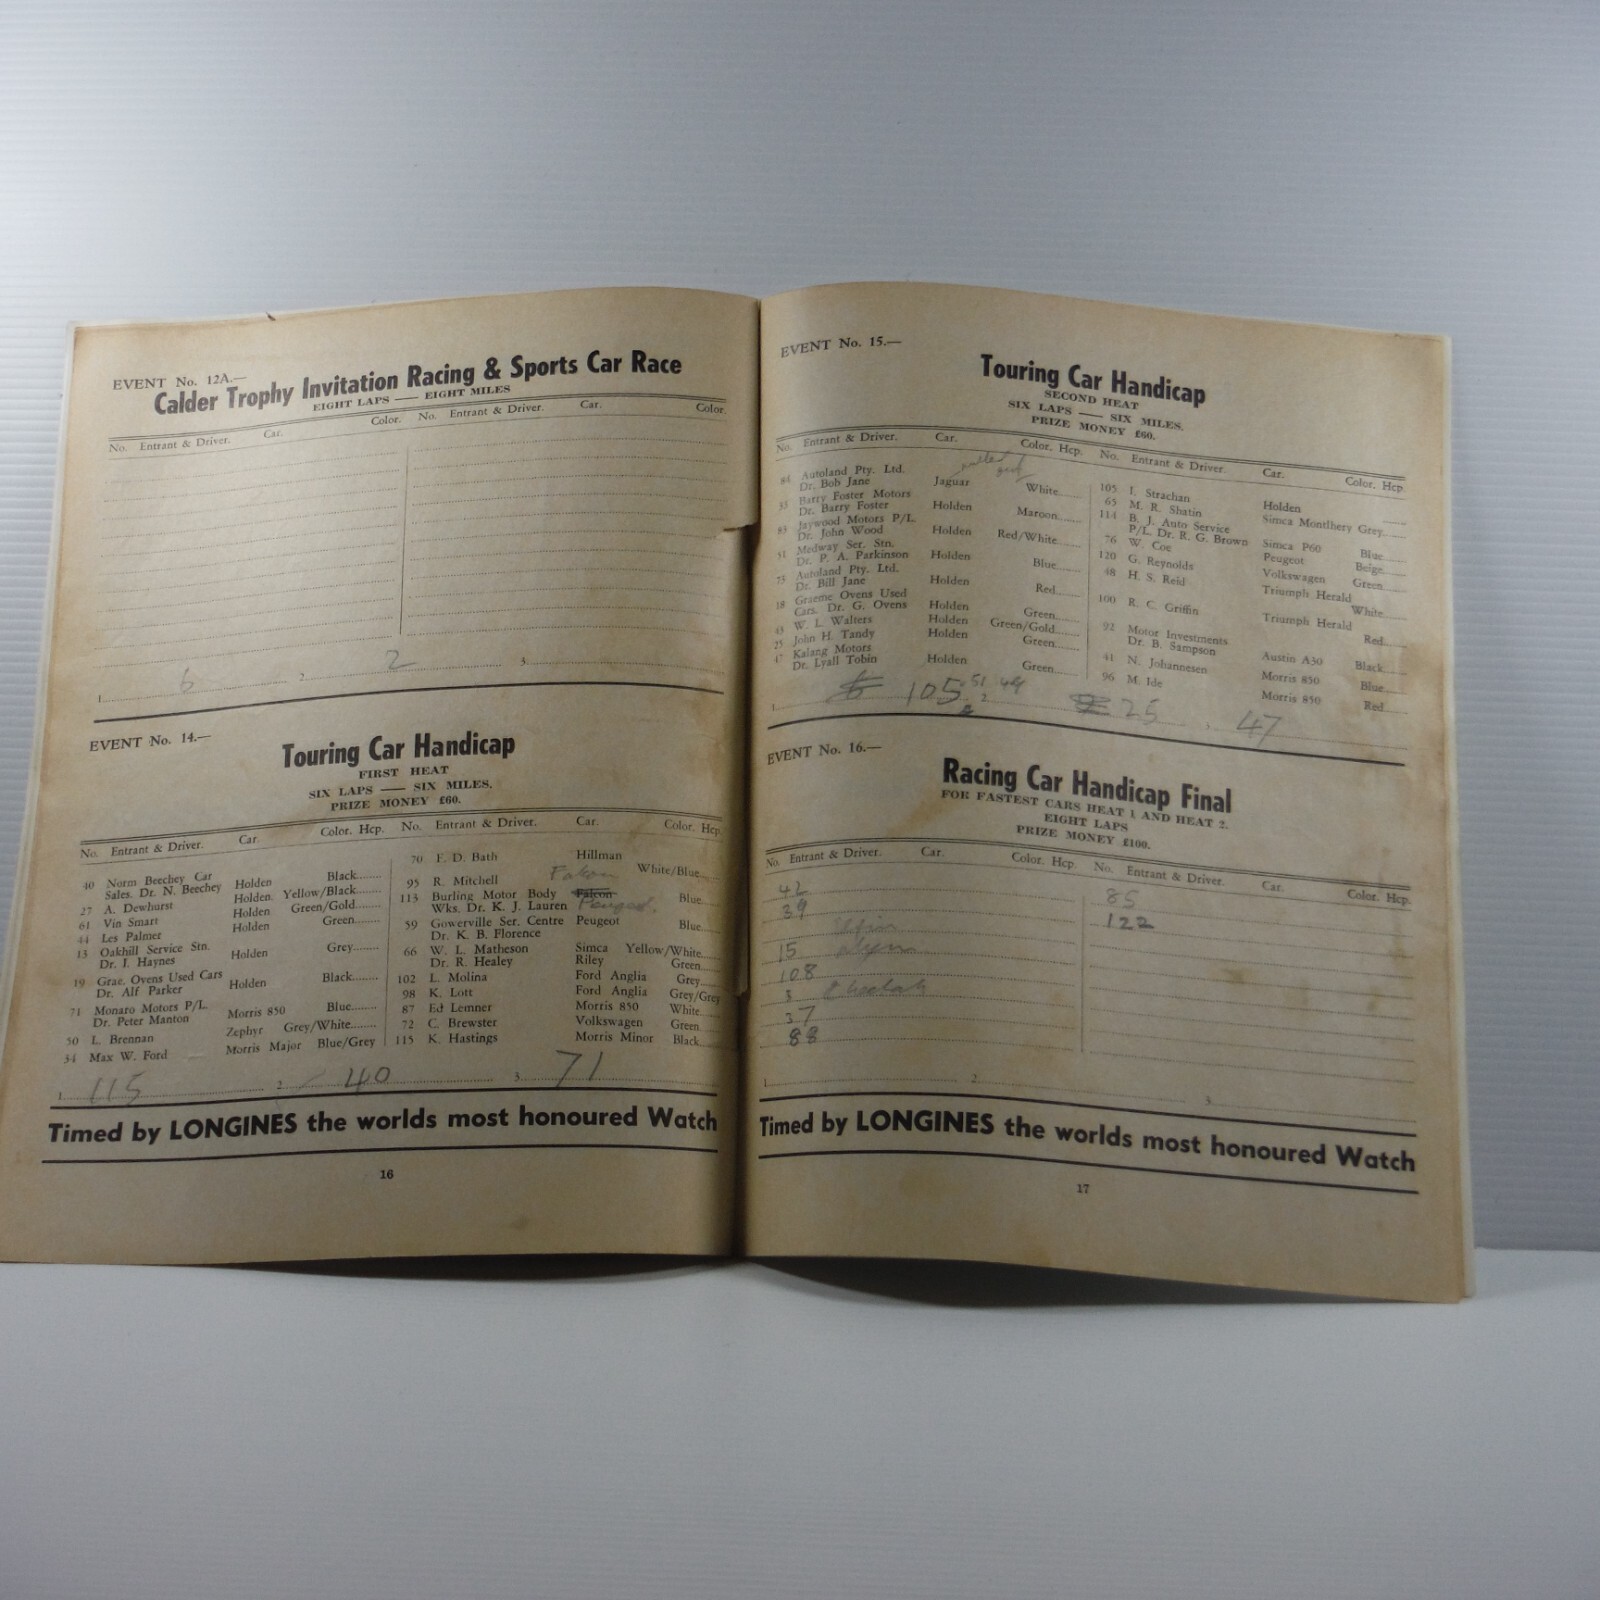 EVENT No. 12A.—
Calder Trophy Invitation Racing & Sports Car Race
EIGHT LAPS — EIGHT MILES
No. Entrant & Driver. Car. Color. No. Entrant & Driver. Car. Color.
1 6 2 2 3
EVENT No. 14.—
Touring Car Handicap
FIRST HEAT
SIX LAPS — SIX MILES.
PRIZE MONEY £60.
No. Entrant & Driver. Car. Color. Hcp. No. Entrant & Driver. Car. Color. Hcp.
40 Norm Beechey Car
Sales. Dr. N. Beechey Holden Black
27 A. Dewhurst Holden Yellow/Black
61 Vin Smart Holden Green/Gold
44 Les Palmer Holden Green
13 Oakhill Service Stn.
Dr. I. Haynes Holden Grey
19 Grae. Ovens Used Cars
Dr. Alf Parker Holden Black
71 Monaro Motors P/L.
Dr. Peter Manton Morris 850 Blue
50 L. Brennan Zephyr Grey/White
34 Max W. Ford Morris Major Blue/Grey
70 F. D. Bath Hillman White/Blue
95 R. Mitchell Falcon
113 Burling Motor Body Falcon Blue
Wks. Dr. K. J. Lauren Peugeot
59 Gowerville Ser. Centre Peugeot Blue
Dr. K. B. Florence
66 W. L. Matheson Simca Yellow/White
Dr. R. Healey Riley Green
102 L. Molina Ford Anglia Grey
98 K. Lott Ford Anglia Grey/Grey
87 Ed Lemner Morris 850 White
72 C. Brewster Volkswagen Green
115 K. Hastings Morris Minor Black
1 115 2 40 3 71
Timed by LONGINES the worlds most honoured Watch
16
EVENT No. 15.—
Touring Car Handicap
SECOND HEAT
SIX LAPS — SIX MILES.
PRIZE MONEY £60.
No. Entrant & Driver. Car. Color. Hcp. No. Entrant & Driver. Car. Color. Hcp.
84 Autoland Pty. Ltd.
Dr. Bob Jane Jaguar White
33 Barry Foster Motors
Dr. Barry Foster Holden Maroon
83 Jaywood Motors P/L.
Dr. John Wood Holden Red/White
51 Medway Ser. Stn.
Dr. P. A. Parkinson Holden Blue
73 Autoland Pty. Ltd.
Dr. Bill Jane Holden Red
18 Graeme Ovens Used
Cars. Dr. G. Ovens Holden Green
43 W. L. Walters Holden Green/Gold
25 John H. Tandy Holden Green
47 Kalang Motors
Dr. Lyall Tobin Holden Green
105 I. Strachan Holden
65 M. R. Shatin Simca Montlhery Grey
114 B. J. Auto Service
P/L. Dr. R. G. Brown Simca P60 Blue
76 W. Coe Peugeot Beige
120 G. Reynolds Volkswagen Green
48 H. S. Reid Triumph Herald
White
100 R. C. Griffin Triumph Herald
Red
92 Motor Investments
Dr. B. Sampson Austin A30 Black
41 N. Johannesen Morris 850 Blue
96 M. Ide Morris 850 Red
1 105 2 25 3 47
EVENT No. 16.—
Racing Car Handicap Final
FOR FASTEST CARS HEAT 1 AND HEAT 2.
EIGHT LAPS
PRIZE MONEY £100.
No. Entrant & Driver. Car. Color. Hcp. No. Entrant & Driver. Car. Color. Hcp.
42
39
Elfin
15
108
3 Cheetah
37
88
85
122
1 2 3
Timed by LONGINES the worlds most honoured Watch
17